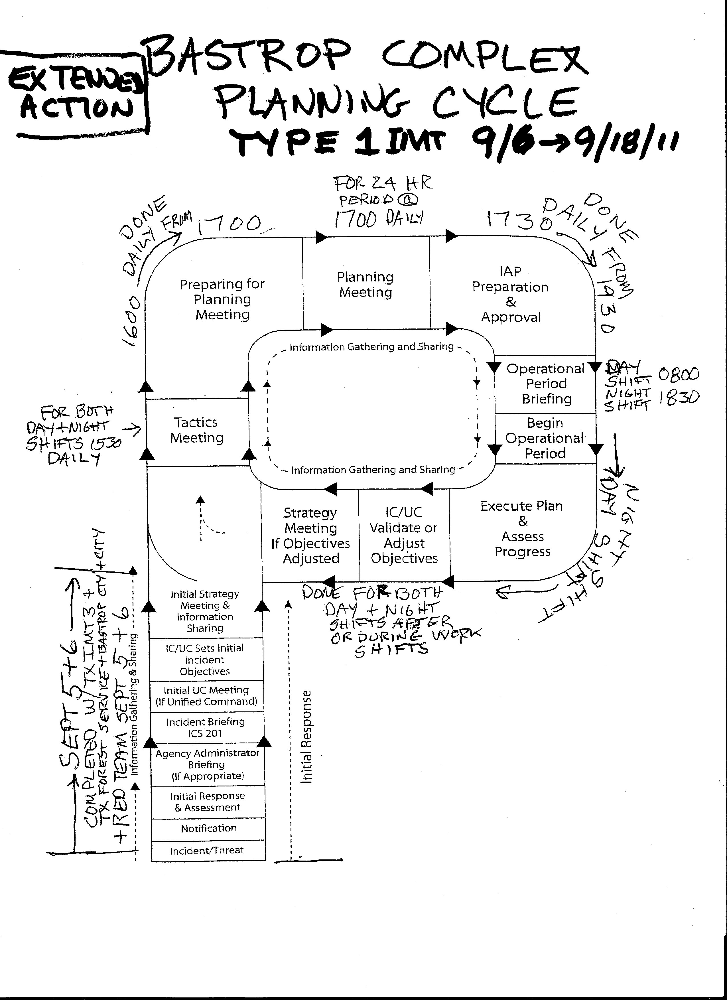 EXTENDED
ACTION
BASTROP COMPLEX
PLANNING CYCLE
TYPE 1 IMT 9/6→9/18/11
FOR 24 HR
PERIOD @
1700 DAILY
1600
DONE
DAILY FROM
1700
1730
DONE
DAILY FROM
1930
Preparing for
Planning
Meeting
Planning
Meeting
IAP
Preparation
&
Approval
Information Gathering and Sharing
Operational
Period
Briefing
DAY
SHIFT 0800
NIGHT
SHIFT 1830
FOR BOTH
DAY+NIGHT →
SHIFTS 1530
DAILY
Tactics
Meeting
Begin
Operational
Period
Information Gathering and Sharing
DAY SHIFT
NIGHT SHIFT
Strategy
Meeting
If Objectives
Adjusted
IC/UC
Validate or
Adjust
Objectives
Execute Plan
&
Assess
Progress
DONE FOR BOTH
DAY + NIGHT
SHIFTS AFTER
OR DURING WORK
SHIFTS
Initial Strategy
Meeting &
Information
Sharing
IC/UC Sets Initial
Incident
Objectives
Initial UC Meeting
(If Unified Command)
Incident Briefing
ICS 201
Agency Administrator
Briefing
(If Appropriate)
Initial Response
& Assessment
Notification
Incident/Threat
→ SEPT 5+6 →
COMPLETED W/TX IMT3 +
TX FOREST SERVICE+BASTROP CTY+CITY
+ RED TEAM SEPT 5 + 6
Information Gathering & Sharing
Initial Response